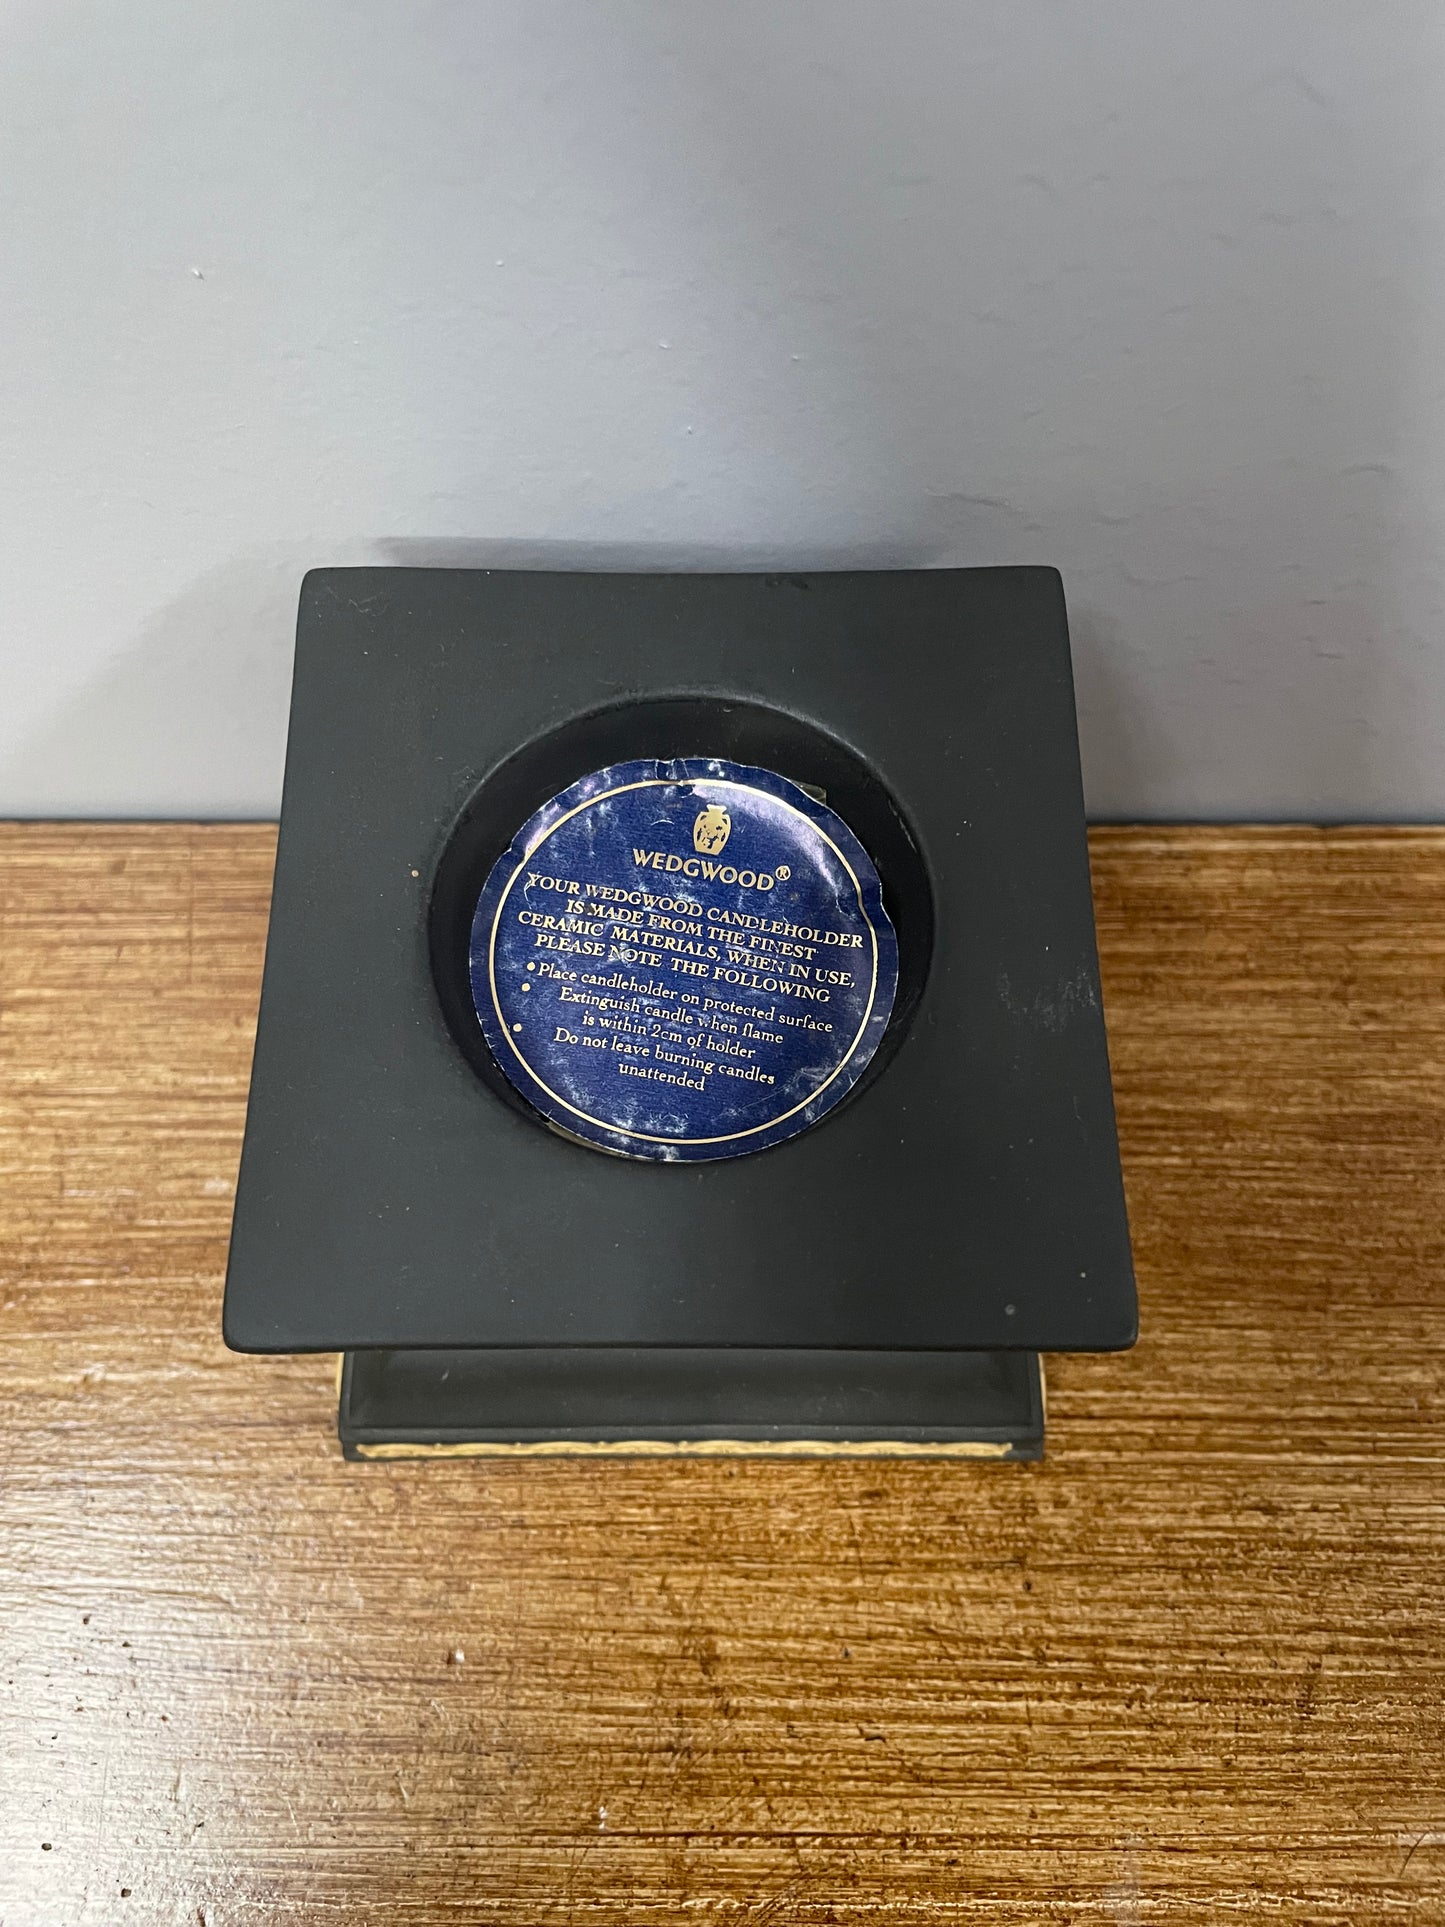 WEDGWOOD®
YOUR WEDGWOOD CANDLEHOLDER
IS MADE FROM THE FINEST
CERAMIC MATERIALS, WHEN IN USE,
PLEASE NOTE THE FOLLOWING
• Place candleholder on protected surface
• Extinguish candle when flame
is within 2cm of holder
• Do not leave burning candles
unattended